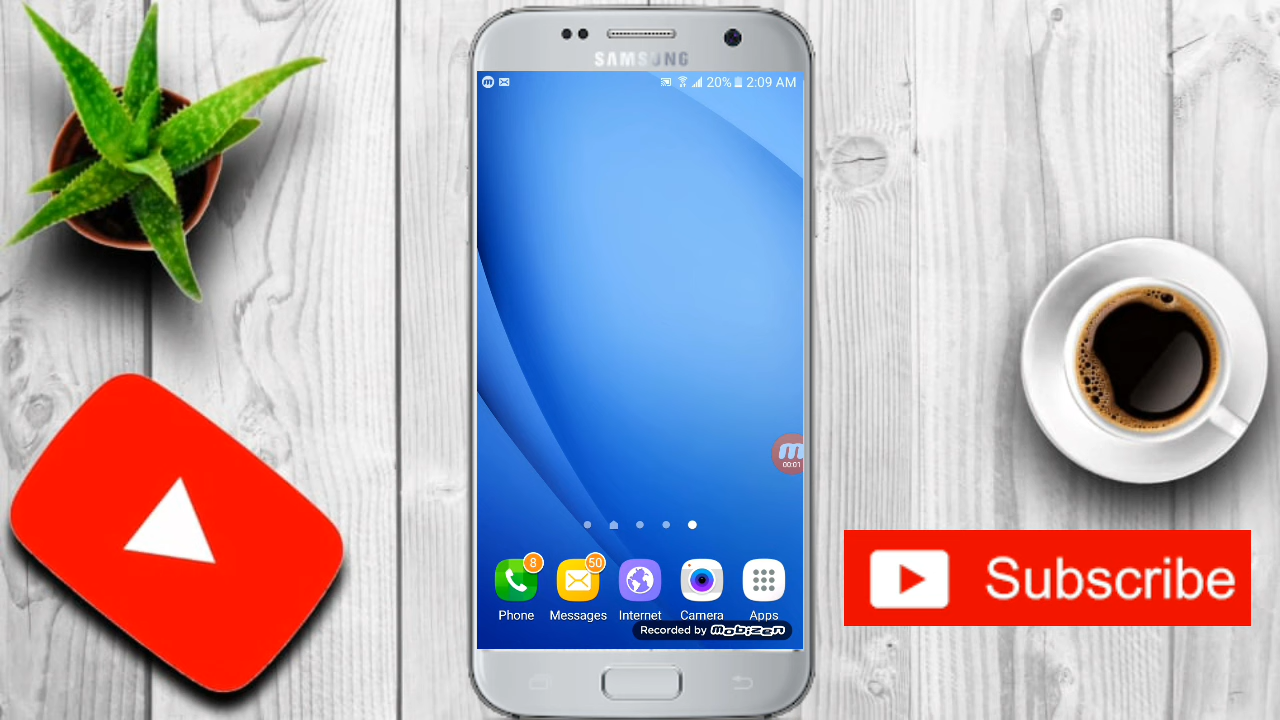 SAMSUNG
20% 2:09 AM
00:01
8
50
Phone
Messages
Internet
Camera
Apps
Recorded by mobizen
Subscribe